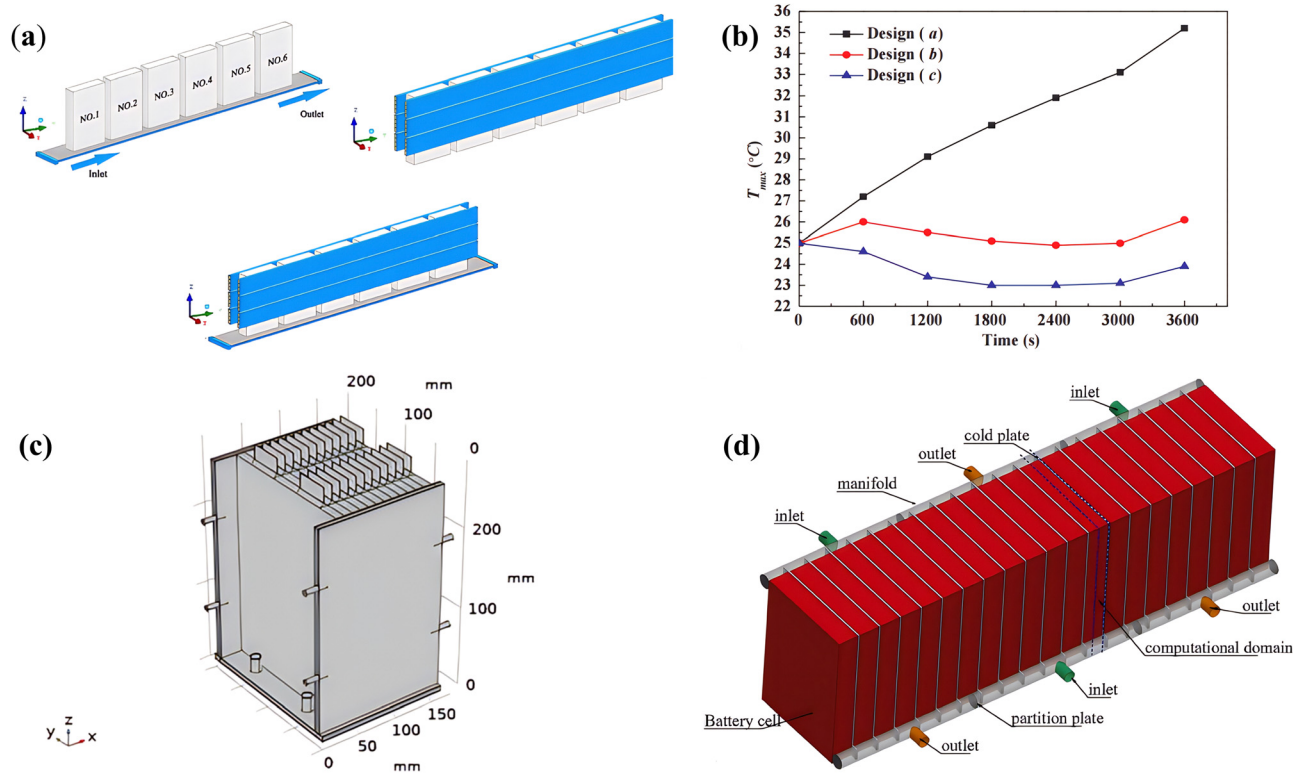 (a)
NO.1
NO.2
NO.3
NO.4
NO.5
NO.6
Inlet
Outlet
z
z
z
(b)
Design (a)
Design (b)
Design (c)
T max (°C)
36
35
34
33
32
31
30
29
28
27
26
25
24
23
22
0
600
1200
1800
2400
3000
3600
Time (s)
(c)
200
mm
100
0
200
mm
100
0
150
100
50
0
mm
z
y
x
(d)
inlet
cold plate
outlet
manifold
inlet
outlet
computational domain
inlet
partition plate
Battery cell
outlet